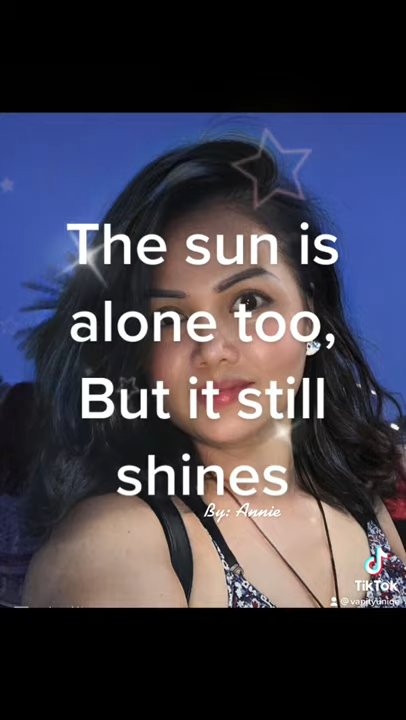 The sun is
alone too,
But it still
shines
By: Annie
TikTok